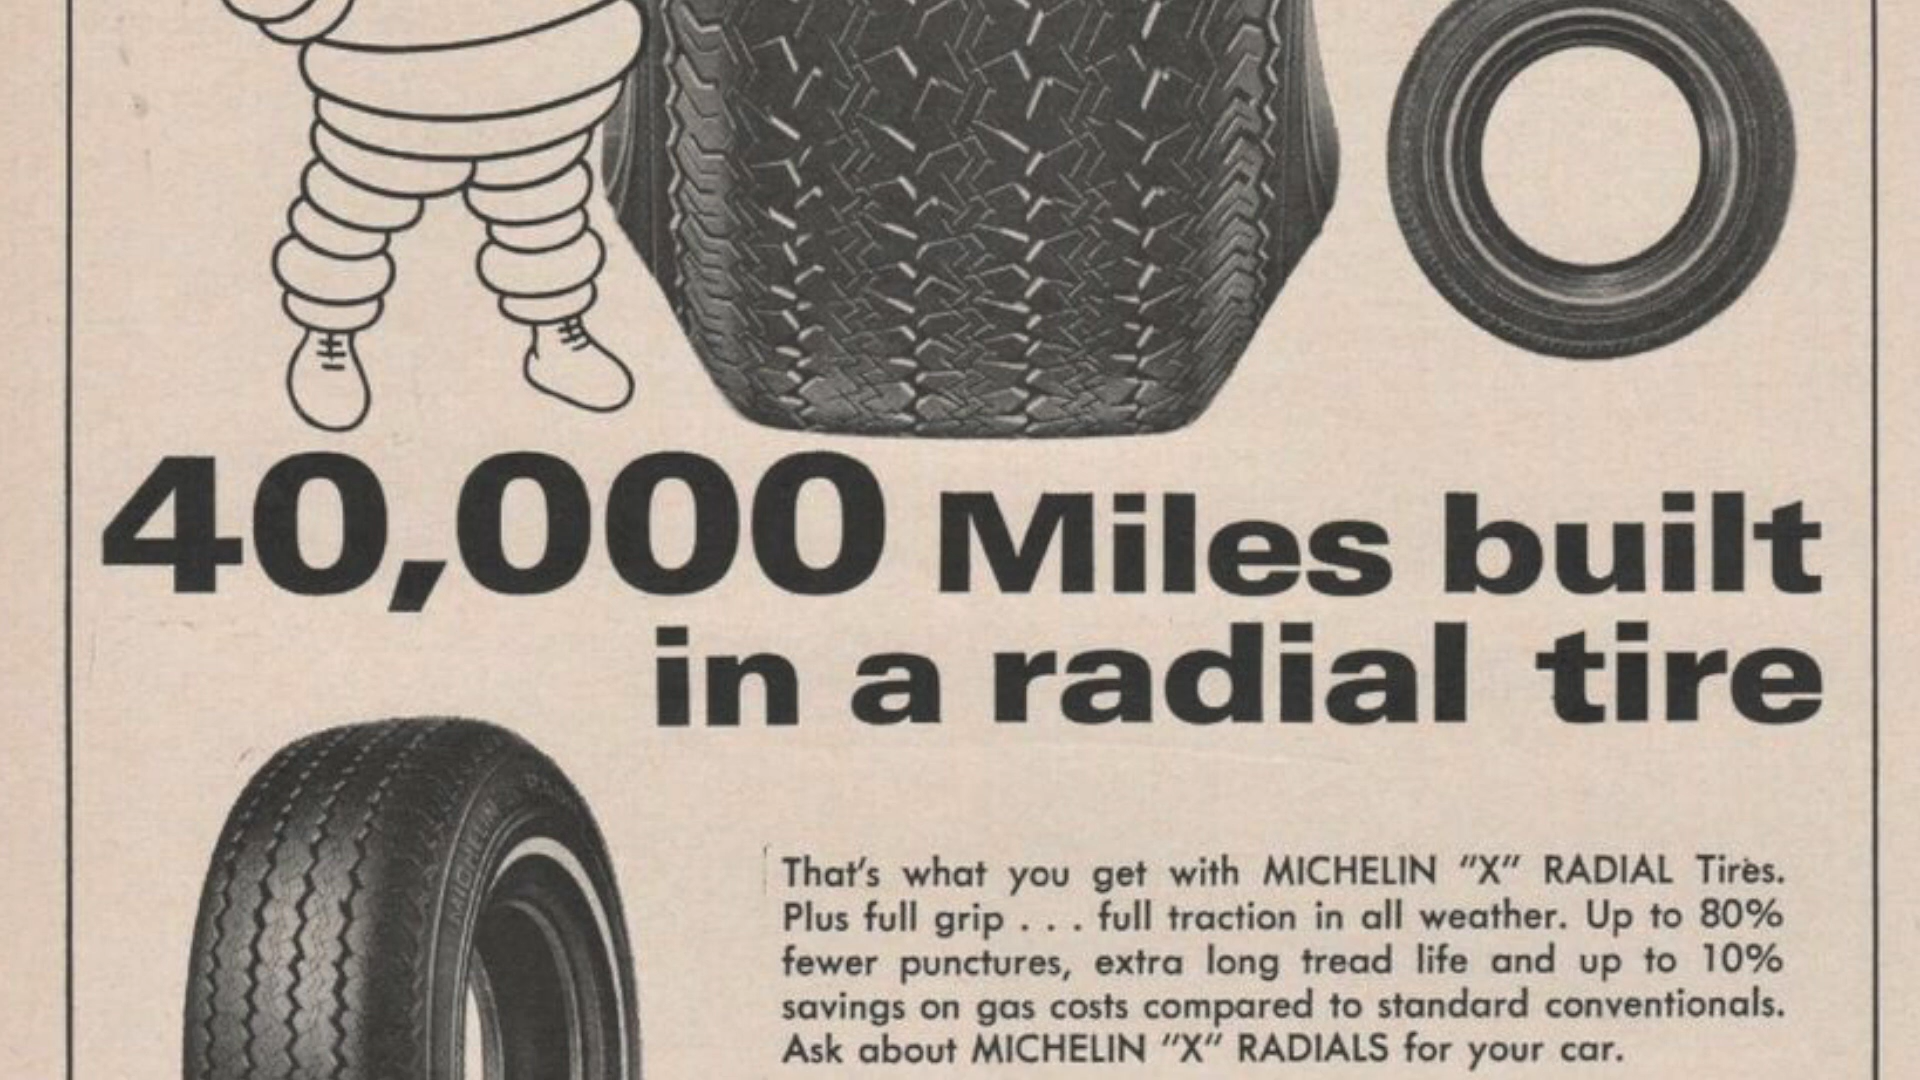 40,000 Miles built
in a radial tire
MICHELIN
That's what you get with MICHELIN "X" RADIAL Tires.
Plus full grip . . . full traction in all weather. Up to 80%
fewer punctures, extra long tread life and up to 10%
savings on gas costs compared to standard conventionals.
Ask about MICHELIN "X" RADIALS for your car.